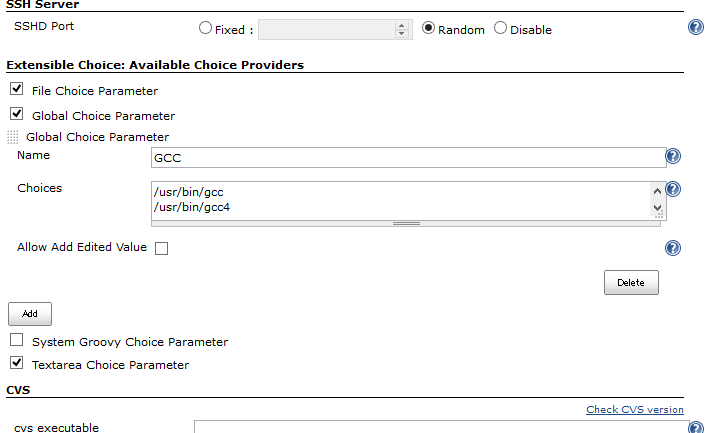 SSH Server
SSHD Port Fixed : Random Disable
Extensible Choice: Available Choice Providers
File Choice Parameter
Global Choice Parameter
Global Choice Parameter
Name GCC
Choices /usr/bin/gcc
/usr/bin/gcc4
Allow Add Edited Value
Delete
Add
System Groovy Choice Parameter
Textarea Choice Parameter
CVS
Check CVS version
cvs executable